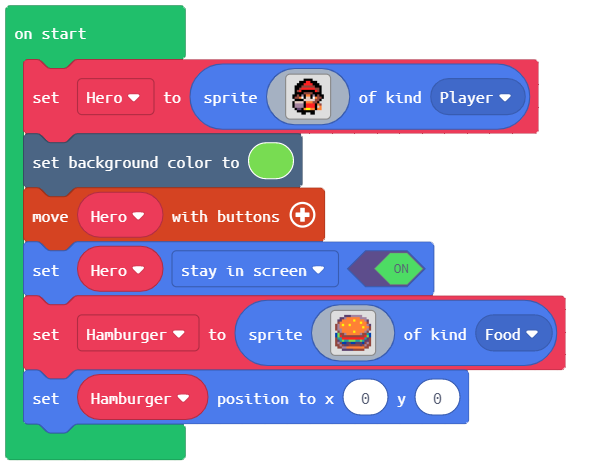 on start
set Hero to sprite of kind Player
set background color to
move Hero with buttons
set Hero stay in screen ON
set Hamburger to sprite of kind Food
set Hamburger position to x 0 y 0